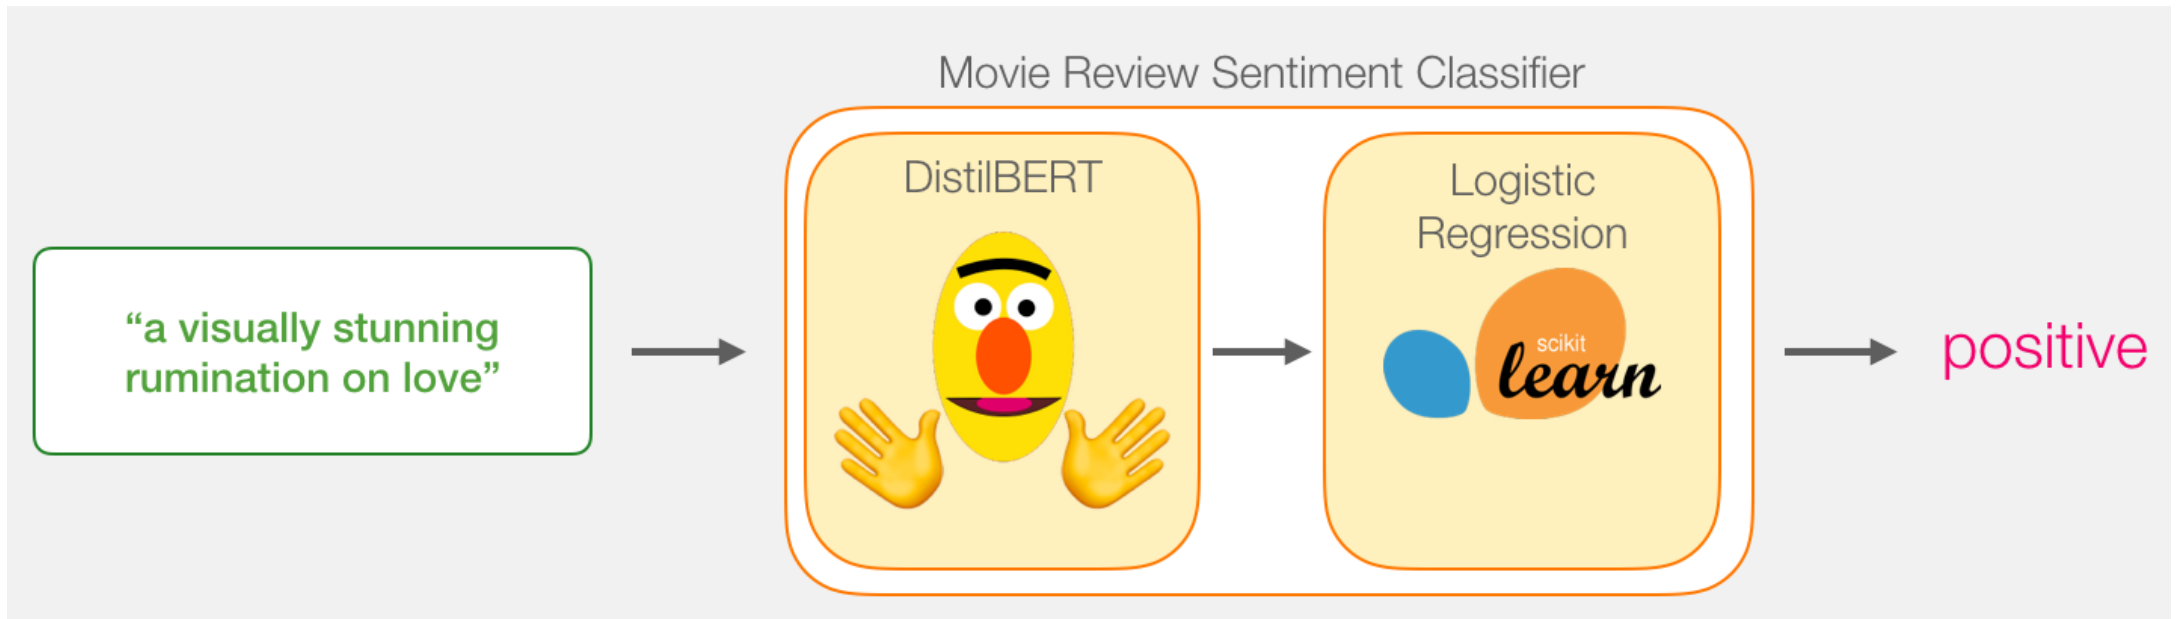 Movie Review Sentiment Classifier
“a visually stunning
rumination on love”
DistilBERT
Logistic
Regression
scikit
learn
positive